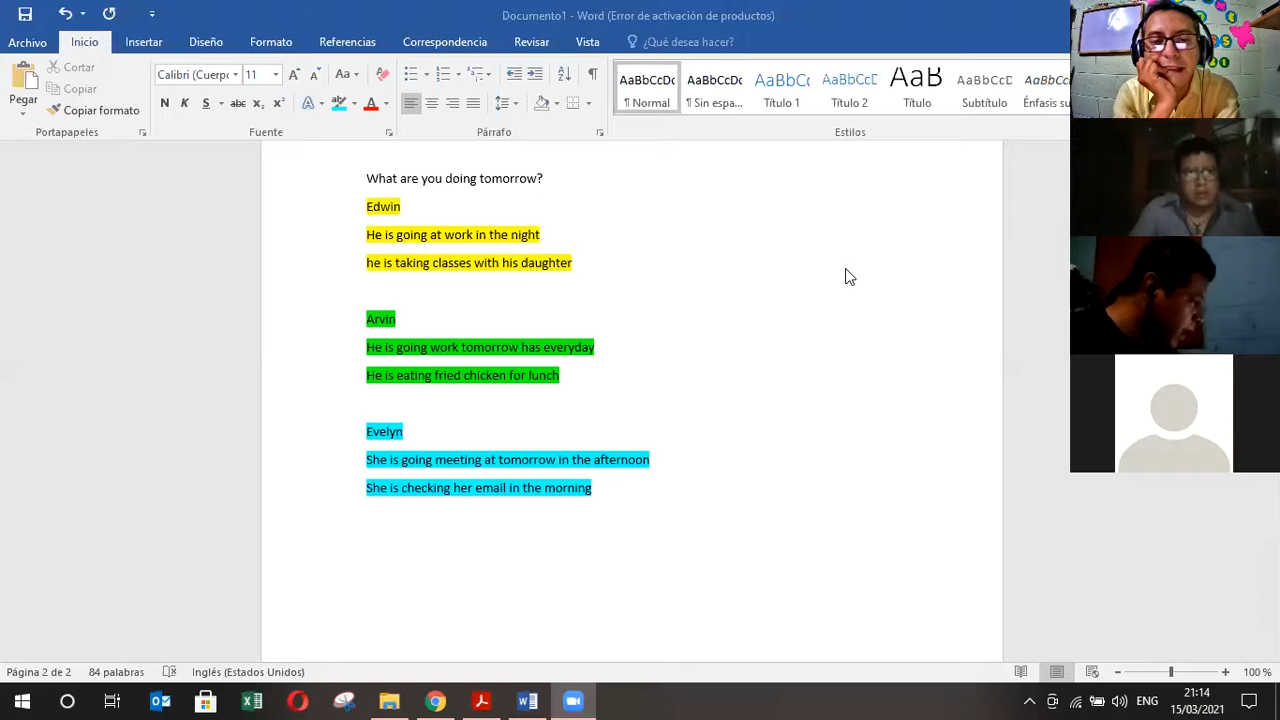 Documento1 - Word (Error de activación de productos)
Archivo Inicio Insertar Diseño Formato Referencias Correspondencia Revisar Vista ¿Qué desea hacer?
Pegar
Cortar
Copiar
Copiar formato
Calibri (Cuerpo 11
N K S abc x₂ x²
AaBbCcDc AaBbCcDc AaBbCc AaBbCcD AaB AaBbCcD AaBbCcDc
¶ Normal ¶ Sin espa... Título 1 Título 2 Título Subtítulo Énfasis su
Portapapeles Fuente Párrafo Estilos
What are you doing tomorrow?
Edwin
He is going at work in the night
he is taking classes with his daughter
Arvin
He is going work tomorrow has everyday
He is eating fried chicken for lunch
Evelyn
She is going meeting at tomorrow in the afternoon
She is checking her email in the morning
Página 2 de 2 84 palabras Inglés (Estados Unidos) 100 %
ENG
21:14
15/03/2021